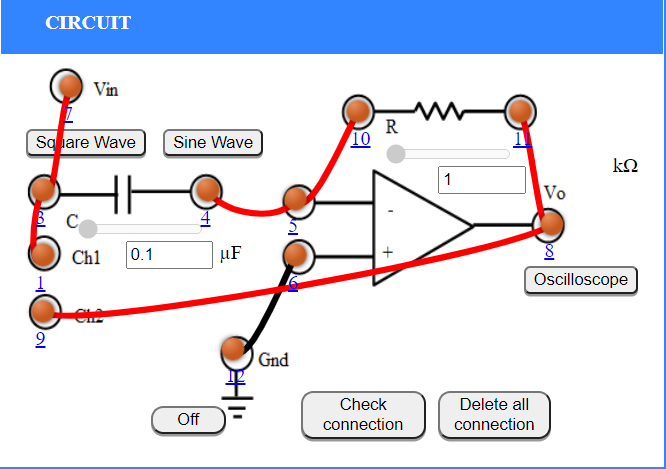 CIRCUIT
Vin
7
Square Wave
Sine Wave
10
R
11
kΩ
1
3
C
4
5
-
Vo
Ch1
0.1
μF
+
8
1
6
Oscilloscope
Ch2
9
Gnd
12
Off
Check
connection
Delete all
connection